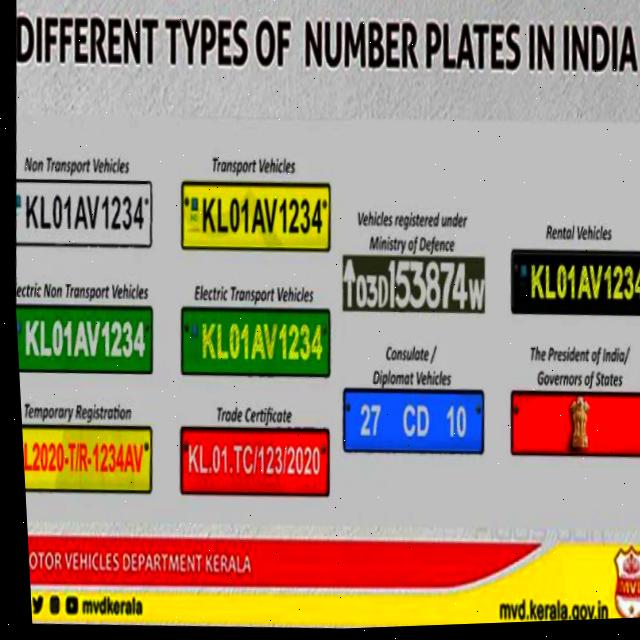 DIFFERENT TYPES OF NUMBER PLATES IN INDIA
Non Transport Vehicles
KL01AV1234
Transport Vehicles
KL01AV1234
Vehicles registered under
Ministry of Defence
↑03D153874W
Rental Vehicles
KL01AV1234
ectric Non Transport Vehicles
KL01AV1234
Electric Transport Vehicles
KL01AV1234
Consulate /
Diplomat Vehicles
27 CD 10
The President of India/
Governors of States
Temporary Registration
L2020-T/R-1234AV
Trade Certificate
KL.01.TC/123/2020
OTOR VEHICLES DEPARTMENT KERALA
mvdkerala
mvd.kerala.gov.in
MVD